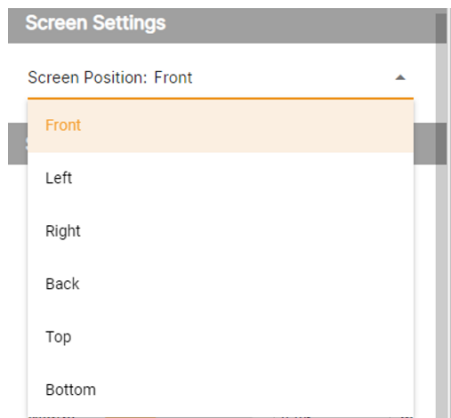 Screen Settings
Screen Position: Front
Front
Left
Right
Back
Top
Bottom